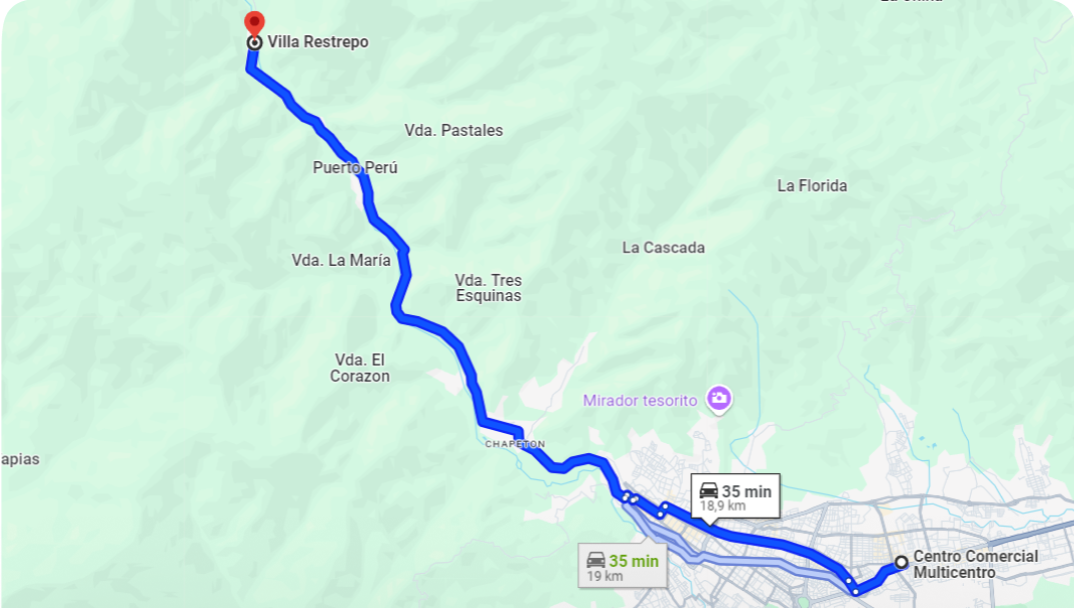 Villa Restrepo
Vda. Pastales
Puerto Perú
La Florida
La Cascada
Vda. La María
Vda. Tres
Esquinas
Vda. El
Corazon
Mirador tesorito
CHAPETON
apias
35 min
18,9 km
35 min
19 km
Centro Comercial
Multicentro